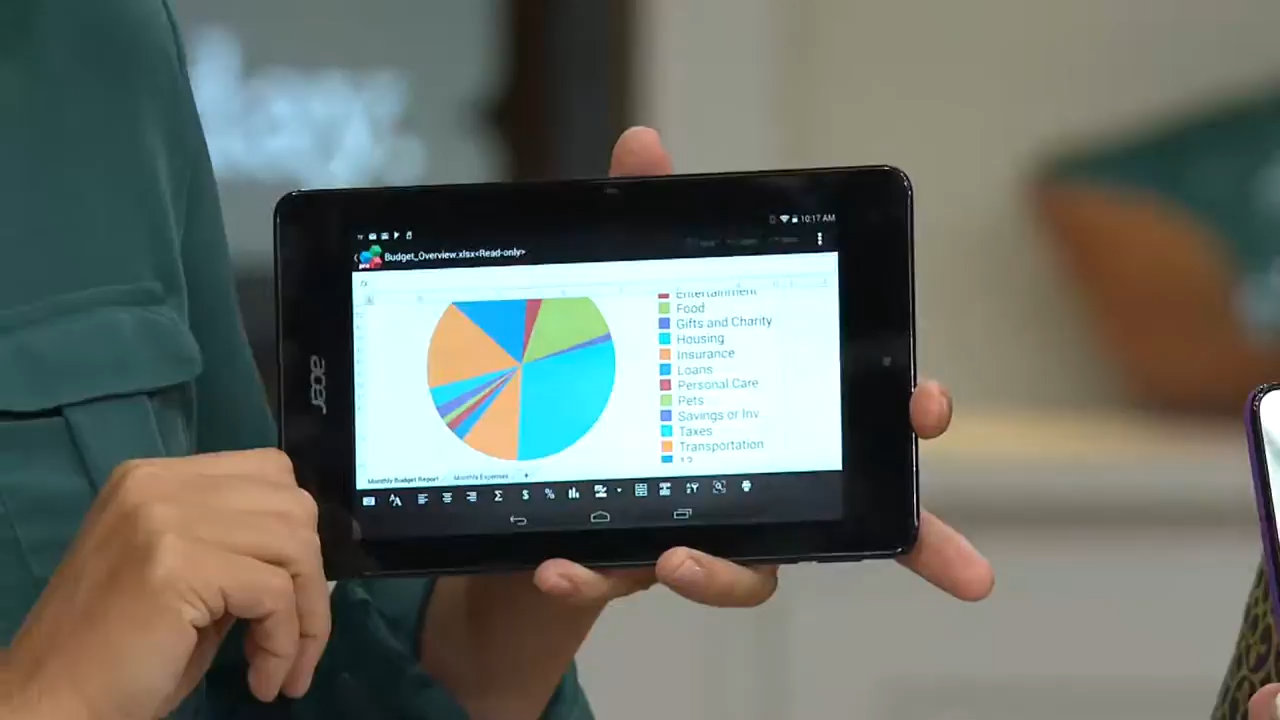 10:17 AM
Budget_Overview.xlsx<Read-only>
pro
acer
Entertainment
Food
Gifts and Charity
Housing
Insurance
Loans
Personal Care
Pets
Savings or Inv
Taxes
Transportation
Monthly Budget Report
Monthly Expenses
Σ
$
%